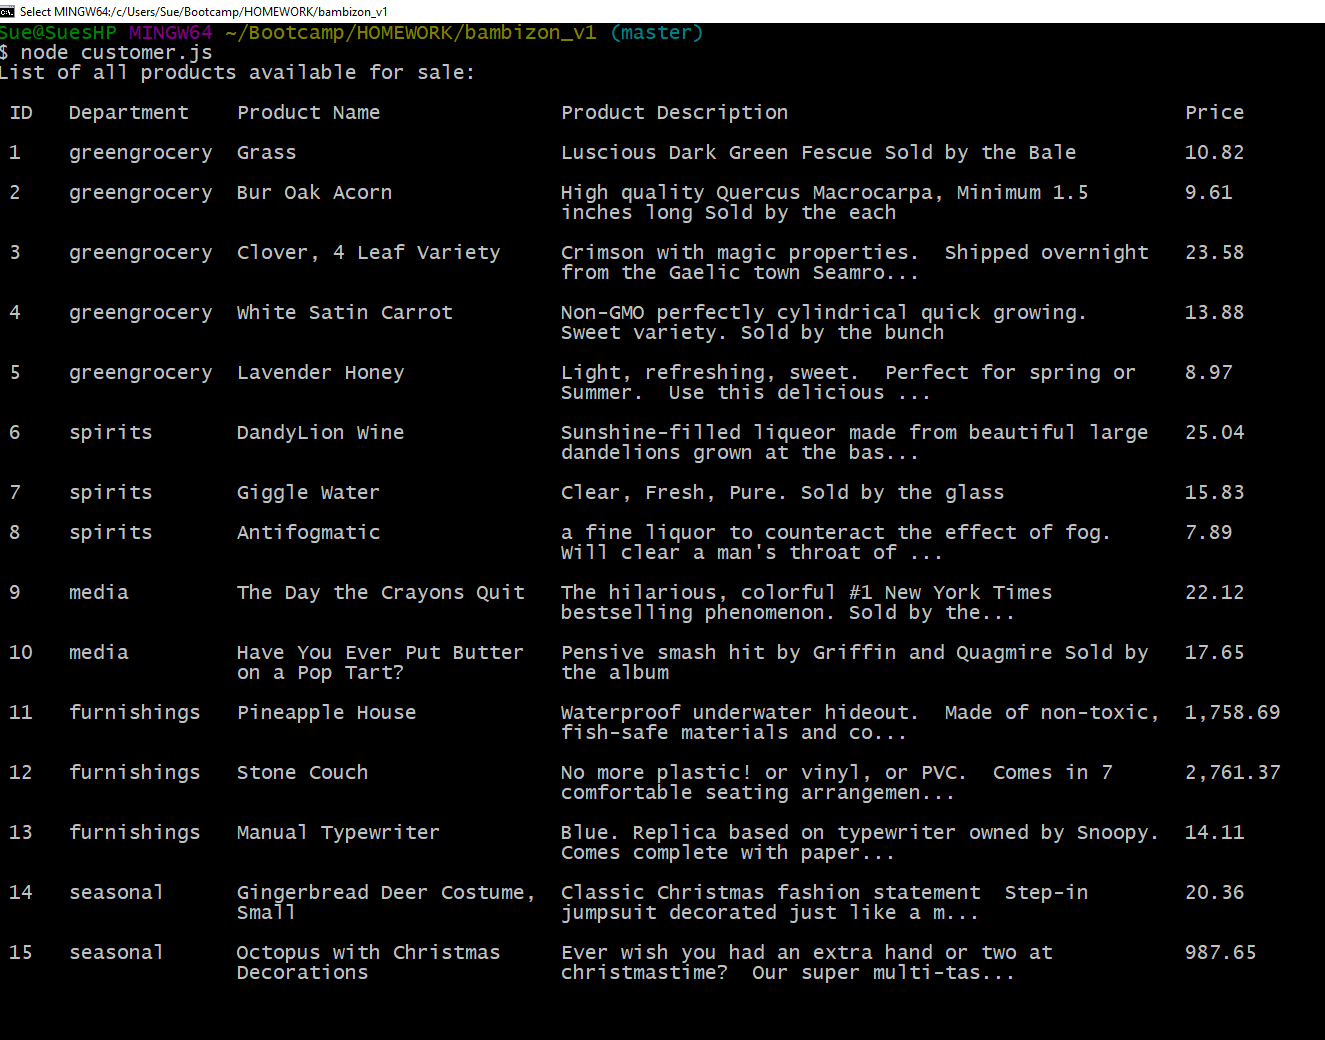 Select MINGW64:/c/Users/Sue/Bootcamp/HOMEWORK/bambizon_v1
Sue@SuesHP MINGW64 ~/Bootcamp/HOMEWORK/bambizon_v1 (master)
$ node customer.js
List of all products available for sale:
ID Department Product Name Product Description Price
1 greengrocery Grass Luscious Dark Green Fescue Sold by the Bale 10.82
2 greengrocery Bur Oak Acorn High quality Quercus Macrocarpa, Minimum 1.5 9.61
inches long Sold by the each
3 greengrocery Clover, 4 Leaf Variety Crimson with magic properties.  Shipped overnight 23.58
from the Gaelic town Seamro...
4 greengrocery White Satin Carrot Non-GMO perfectly cylindrical quick growing. 13.88
Sweet variety. Sold by the bunch
5 greengrocery Lavender Honey Light, refreshing, sweet.  Perfect for spring or 8.97
Summer.  Use this delicious ...
6 spirits DandyLion Wine Sunshine-filled liqueor made from beautiful large 25.04
dandelions grown at the bas...
7 spirits Giggle Water Clear, Fresh, Pure. Sold by the glass 15.83
8 spirits Antifogmatic a fine liquor to counteract the effect of fog. 7.89
Will clear a man's throat of ...
9 media The Day the Crayons Quit The hilarious, colorful #1 New York Times 22.12
bestselling phenomenon. Sold by the...
10 media Have You Ever Put Butter Pensive smash hit by Griffin and Quagmire Sold by 17.65
on a Pop Tart? the album
11 furnishings Pineapple House Waterproof underwater hideout.  Made of non-toxic, 1,758.69
fish-safe materials and co...
12 furnishings Stone Couch No more plastic! or vinyl, or PVC.  Comes in 7 2,761.37
comfortable seating arrangemen...
13 furnishings Manual Typewriter Blue. Replica based on typewriter owned by Snoopy. 14.11
Comes complete with paper...
14 seasonal Gingerbread Deer Costume, Classic Christmas fashion statement  Step-in 20.36
Small jumpsuit decorated just like a m...
15 seasonal Octopus with Christmas Ever wish you had an extra hand or two at 987.65
Decorations christmastime?  Our super multi-tas...